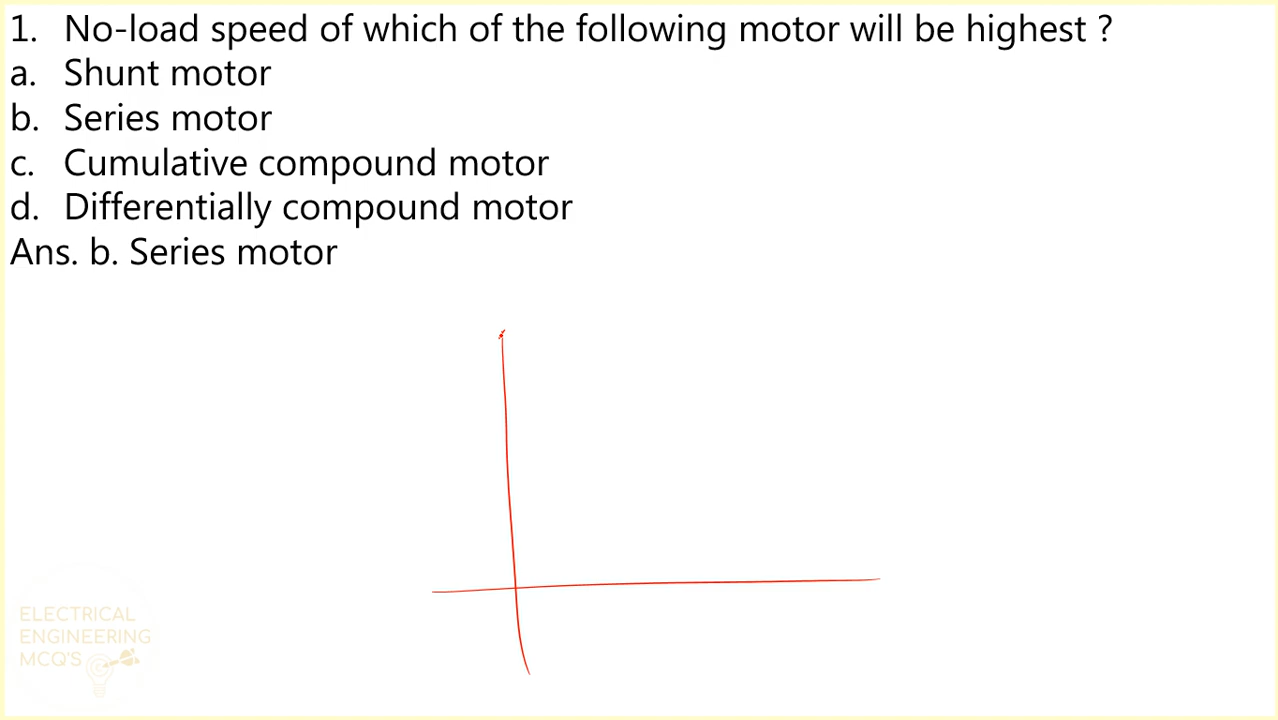 1. No-load speed of which of the following motor will be highest ?
a. Shunt motor
b. Series motor
c. Cumulative compound motor
d. Differentially compound motor
Ans. b. Series motor
ELECTRICAL
ENGINEERING
MCQ'S